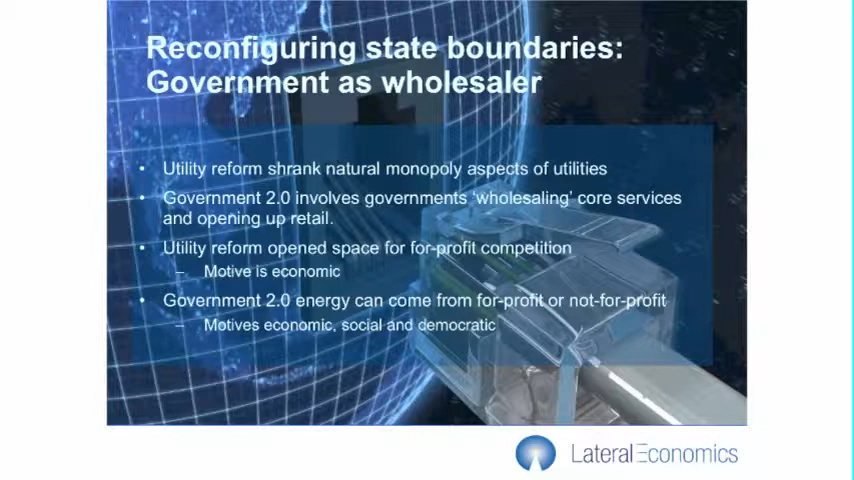 Reconfiguring state boundaries:
Government as wholesaler
• Utility reform shrank natural monopoly aspects of utilities
• Government 2.0 involves governments ‘wholesaling’ core services
and opening up retail.
• Utility reform opened space for for-profit competition
– Motive is economic
• Government 2.0 energy can come from for-profit or not-for-profit
– Motives economic, social and democratic
LateralEconomics